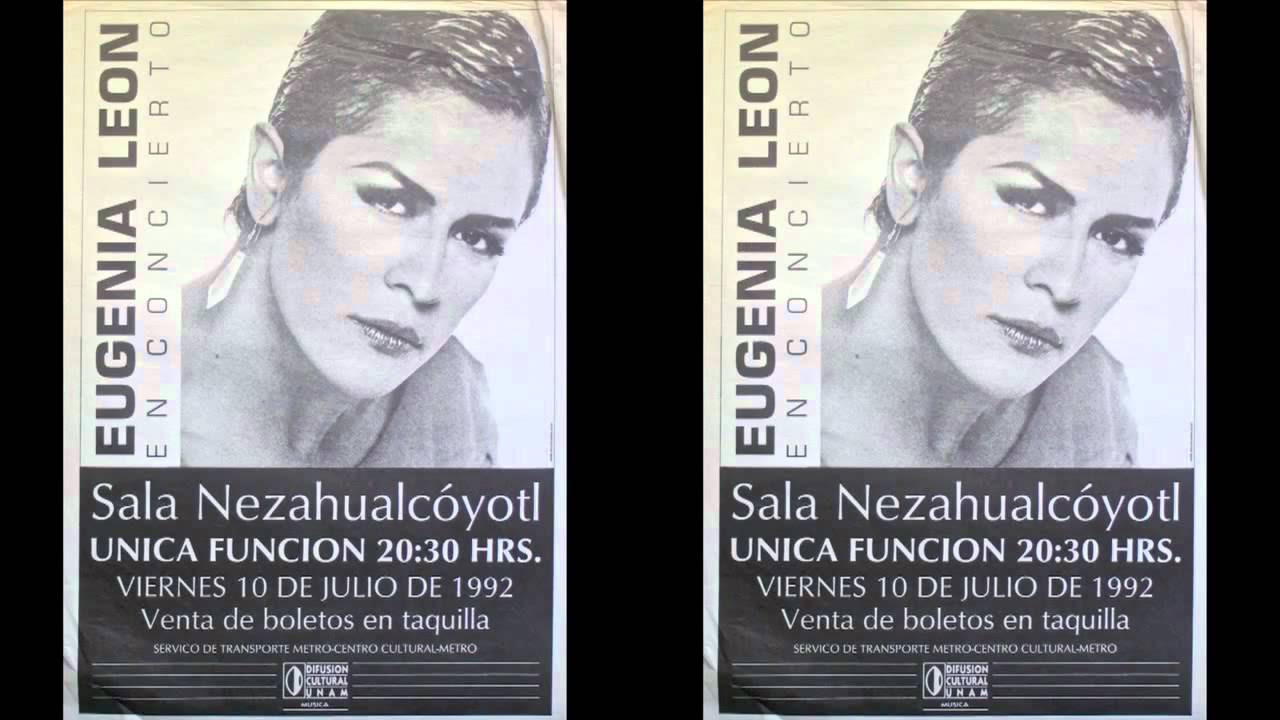 EUGENIA LEON
EN CONCIERTO
Sala Nezahualcóyotl
UNICA FUNCION 20:30 HRS.
VIERNES 10 DE JULIO DE 1992
Venta de boletos en taquilla
SERVICO DE TRANSPORTE METRO-CENTRO CULTURAL-METRO
DIFUSION
CULTURAL
UNAM
MUSICA
EUGENIA LEON
EN CONCIERTO
Sala Nezahualcóyotl
UNICA FUNCION 20:30 HRS.
VIERNES 10 DE JULIO DE 1992
Venta de boletos en taquilla
SERVICO DE TRANSPORTE METRO-CENTRO CULTURAL-METRO
DIFUSION
CULTURAL
UNAM
MUSICA